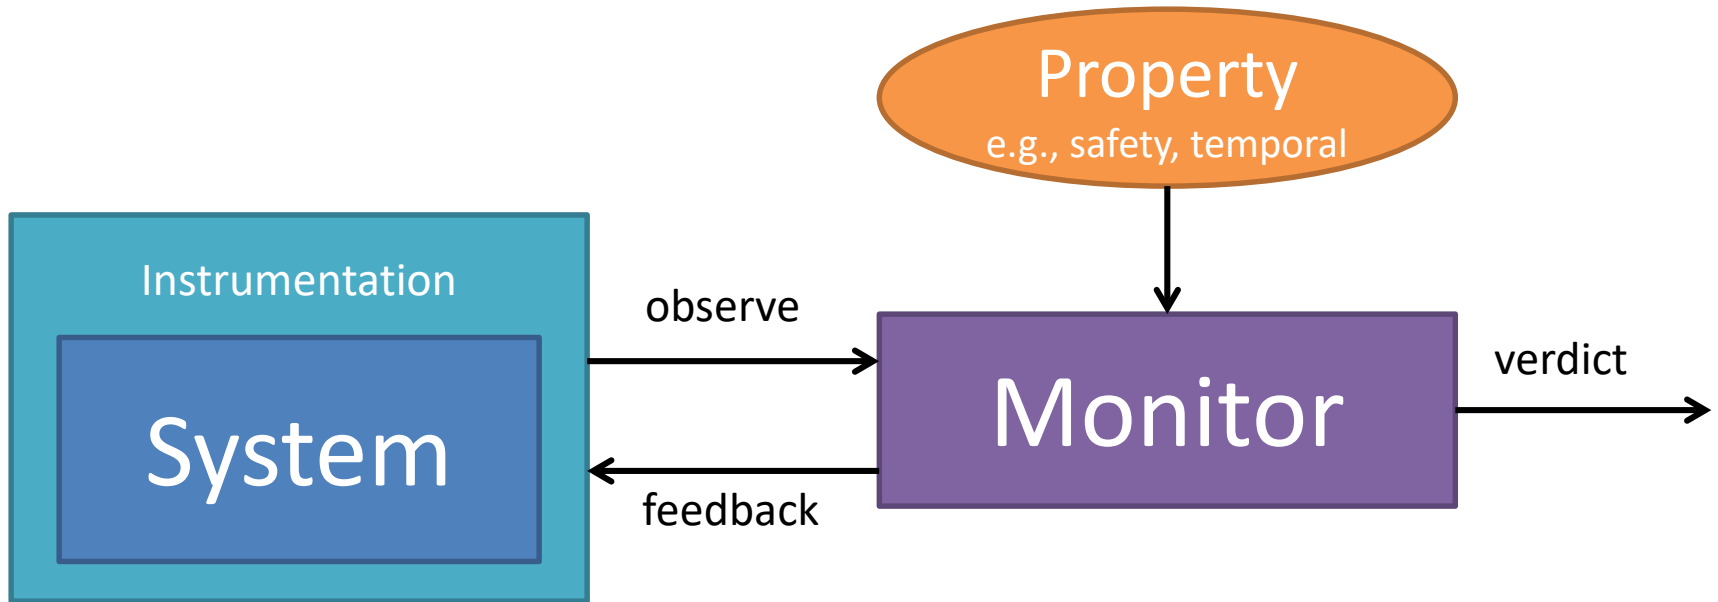 Property
e.g., safety, temporal
Instrumentation
observe
System
Monitor
verdict
feedback